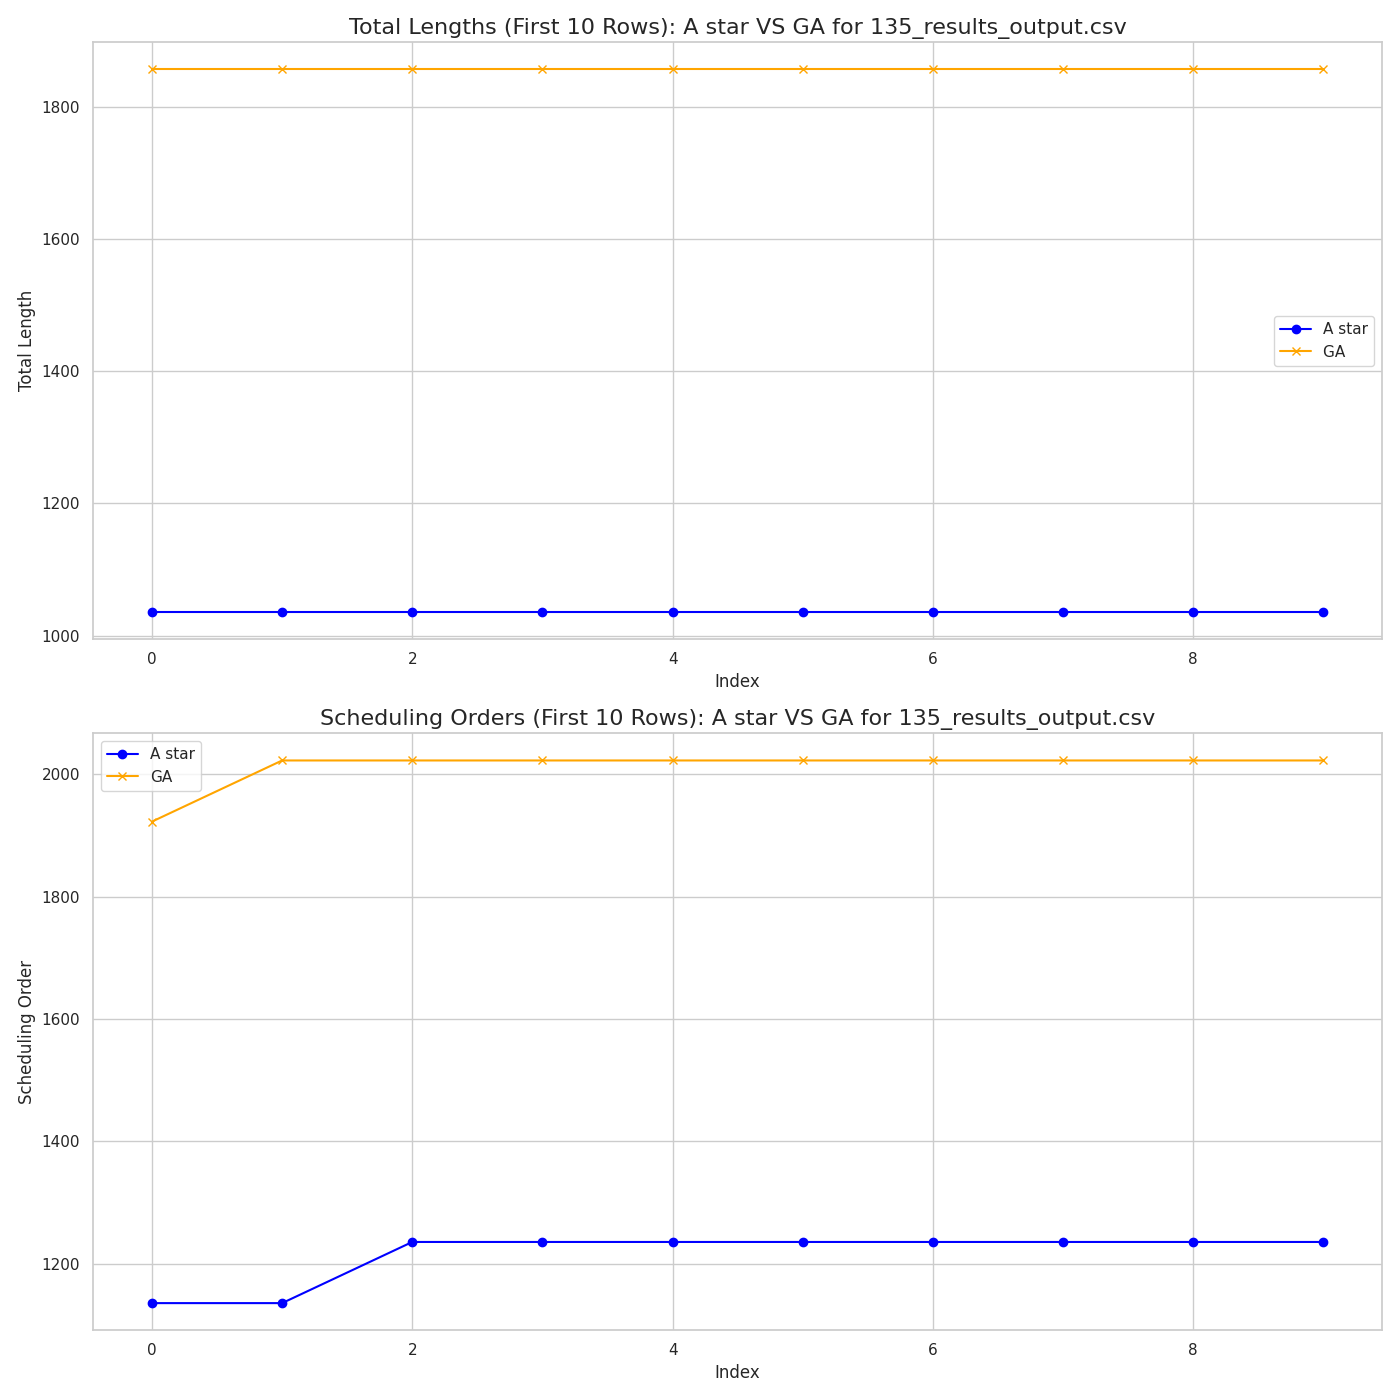 Total Lengths (First 10 Rows): A star VS GA for 135_results_output.csv
1800
1600
1400
1200
1000
Total Length
A star
GA
0 2 4 6 8
Index
Scheduling Orders (First 10 Rows): A star VS GA for 135_results_output.csv
A star
GA
2000
1800
1600
1400
1200
Scheduling Order
0 2 4 6 8
Index